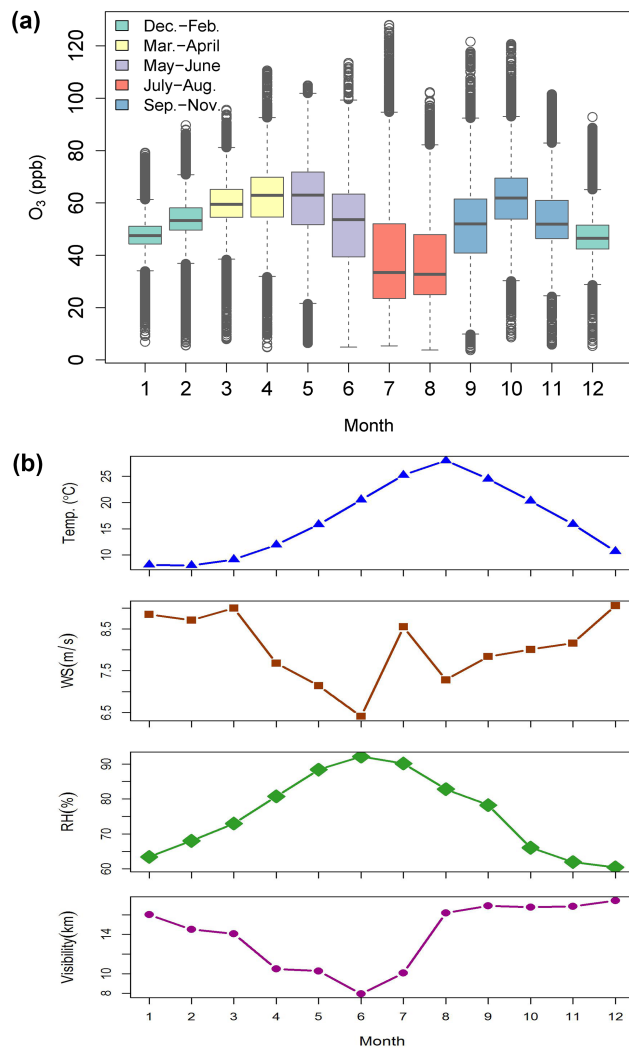 (a)
Dec.−Feb.
Mar.−April
May−June
July−Aug.
Sep.−Nov.
O3 (ppb)
120
100
80
60
40
20
0
1 2 3 4 5 6 7 8 9 10 11 12
Month
(b)
Temp. (°C)
25
20
15
10
WS(m/s)
8.5
7.5
6.5
RH(%)
90
80
70
60
Visibility(km)
14
10
8
1 2 3 4 5 6 7 8 9 10 11 12
Month